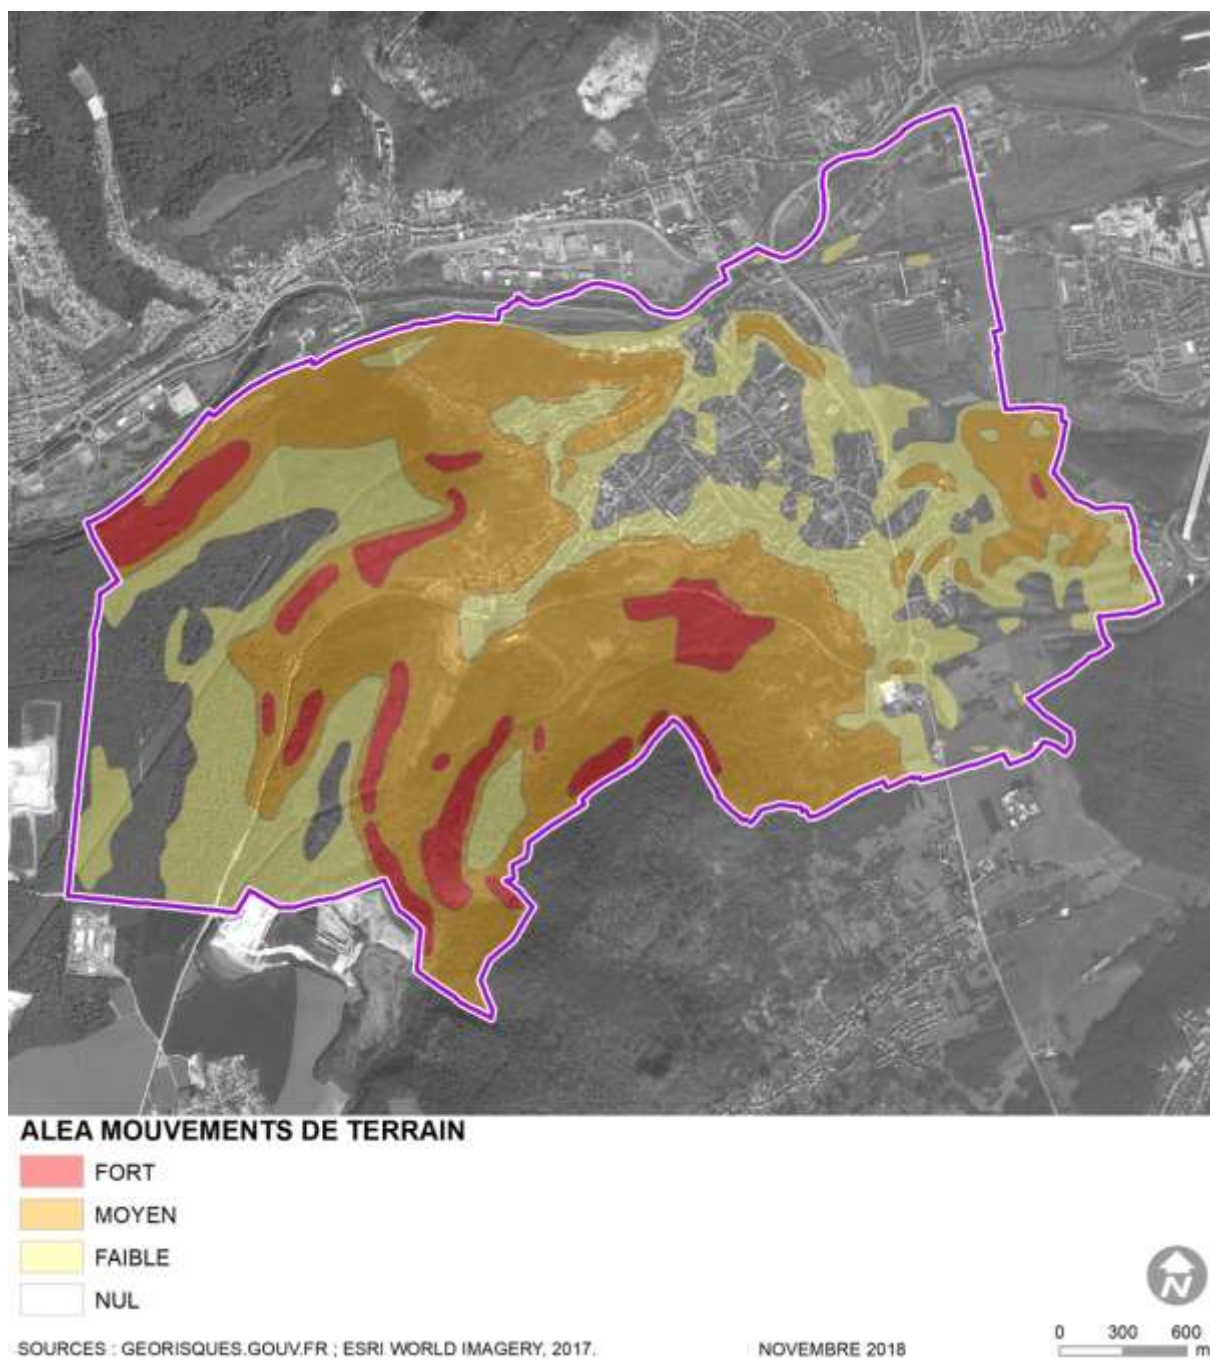 ALEA MOUVEMENTS DE TERRAIN
FORT
MOYEN
FAIBLE
NUL
N
0 300 600
m
SOURCES : GEORISQUES.GOUV.FR ; ESRI WORLD IMAGERY, 2017. NOVEMBRE 2018